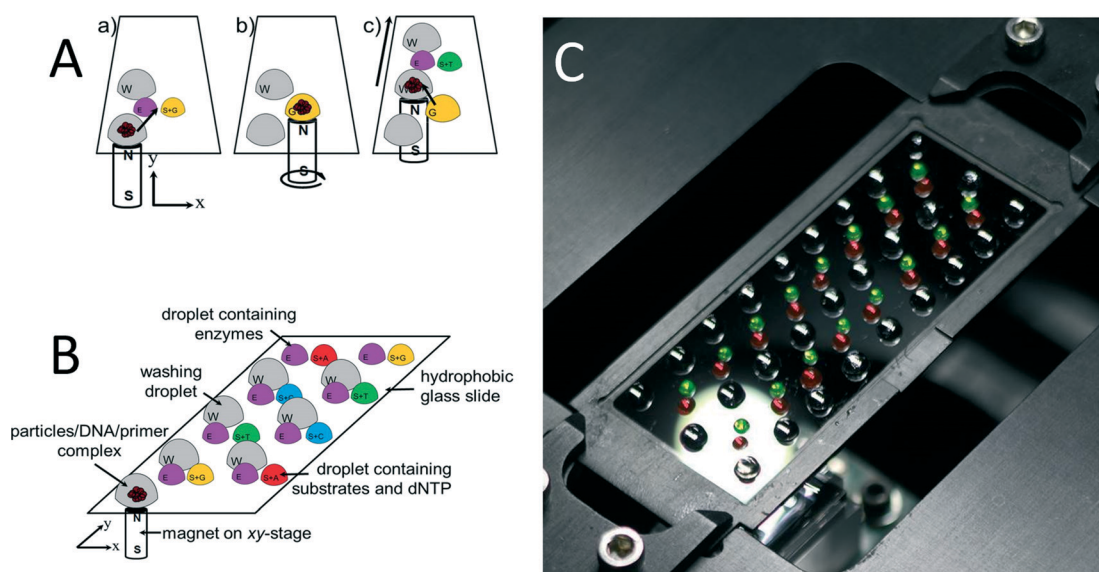 A
a)
W
W
E
S+G
N
S
y
x
b)
W
G
N
S
c)
W
E
S+T
W
N
G
S
B
droplet containing
enzymes
E
S+A
E
S+G
washing
droplet
W
W
hydrophobic
glass slide
E
E
S+T
W
W
particles/DNA/primer
complex
E
S+T
E
S+C
W
W
E
S+G
E
S+A
droplet containing
substrates and dNTP
N
S
magnet on xy-stage
y
x
C